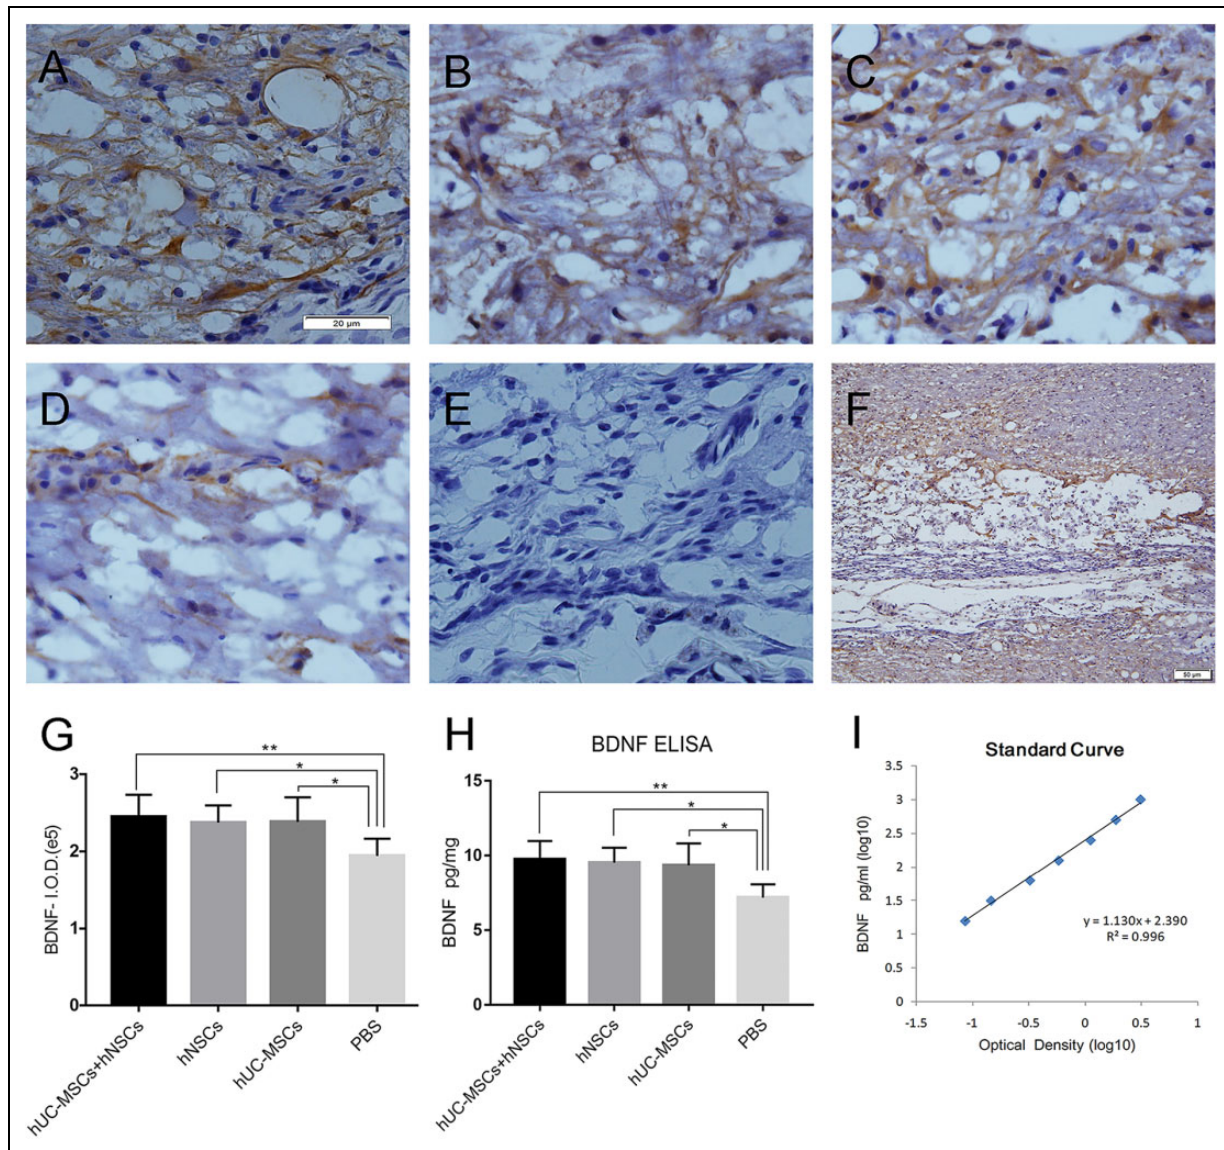 A
B
C
20 µm
D
E
F
50 µm
G
BDNF- I.O.D.(e5)
3
2
1
0
**
*
*
hUC-MSCs+hNSCs
hNSCs
hUC-MSCs
PBS
H
BDNF ELISA
BDNF pg/mg
15
10
5
0
**
*
*
hUC-MSCs+hNSCs
hNSCs
hUC-MSCs
PBS
I
Standard Curve
BDNF pg/ml (log10)
3.5
3
2.5
2
1.5
1
0.5
0
y = 1.130x + 2.390
R² = 0.996
-1.5
-1
-0.5
0
0.5
1
Optical Density (log10)